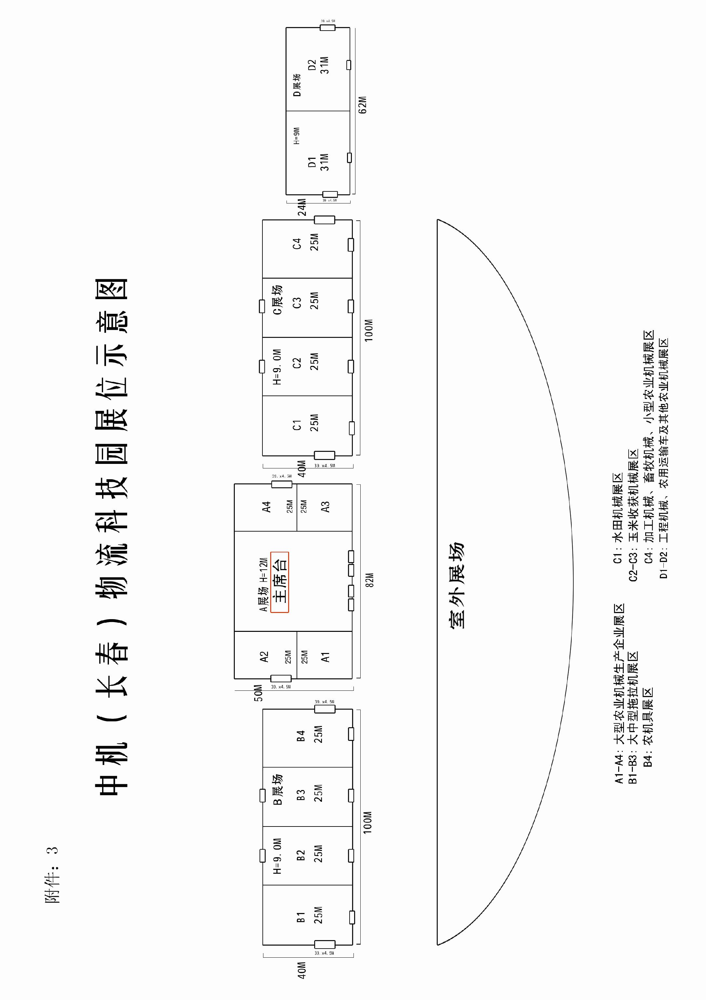 附件：3
中机（长春）物流科技园展位示意图
40M
39. x4. 5M
B1
25M
H=9. 0M
B2
25M
B展场
B3
25M
B4
25M
39. x4. 5M
100M
50M
39. x4. 5M
A2
25M
25M
A1
A展场 H=12M
主席台
A4
25M
25M
A3
39. x4. 5M
82M
40M
39. x4. 5M
C1
25M
H=9. 0M
C2
25M
C展场
C3
25M
C4
25M
100M
24M
39 x4. 5M
H=9M
D1
31M
D展场
D2
31M
39. x4. 5M
62M
室外展场
A1-A4：大型农业机械生产企业展区
B1-B3：大中型拖拉机展区
B4：农机具展区
C1：水田机械展区
C2-C3：玉米收获机械展区
C4：加工机械、畜牧机械、小型农业机械展区
D1-D2：工程机械、农用运输车及其他农业机械展区